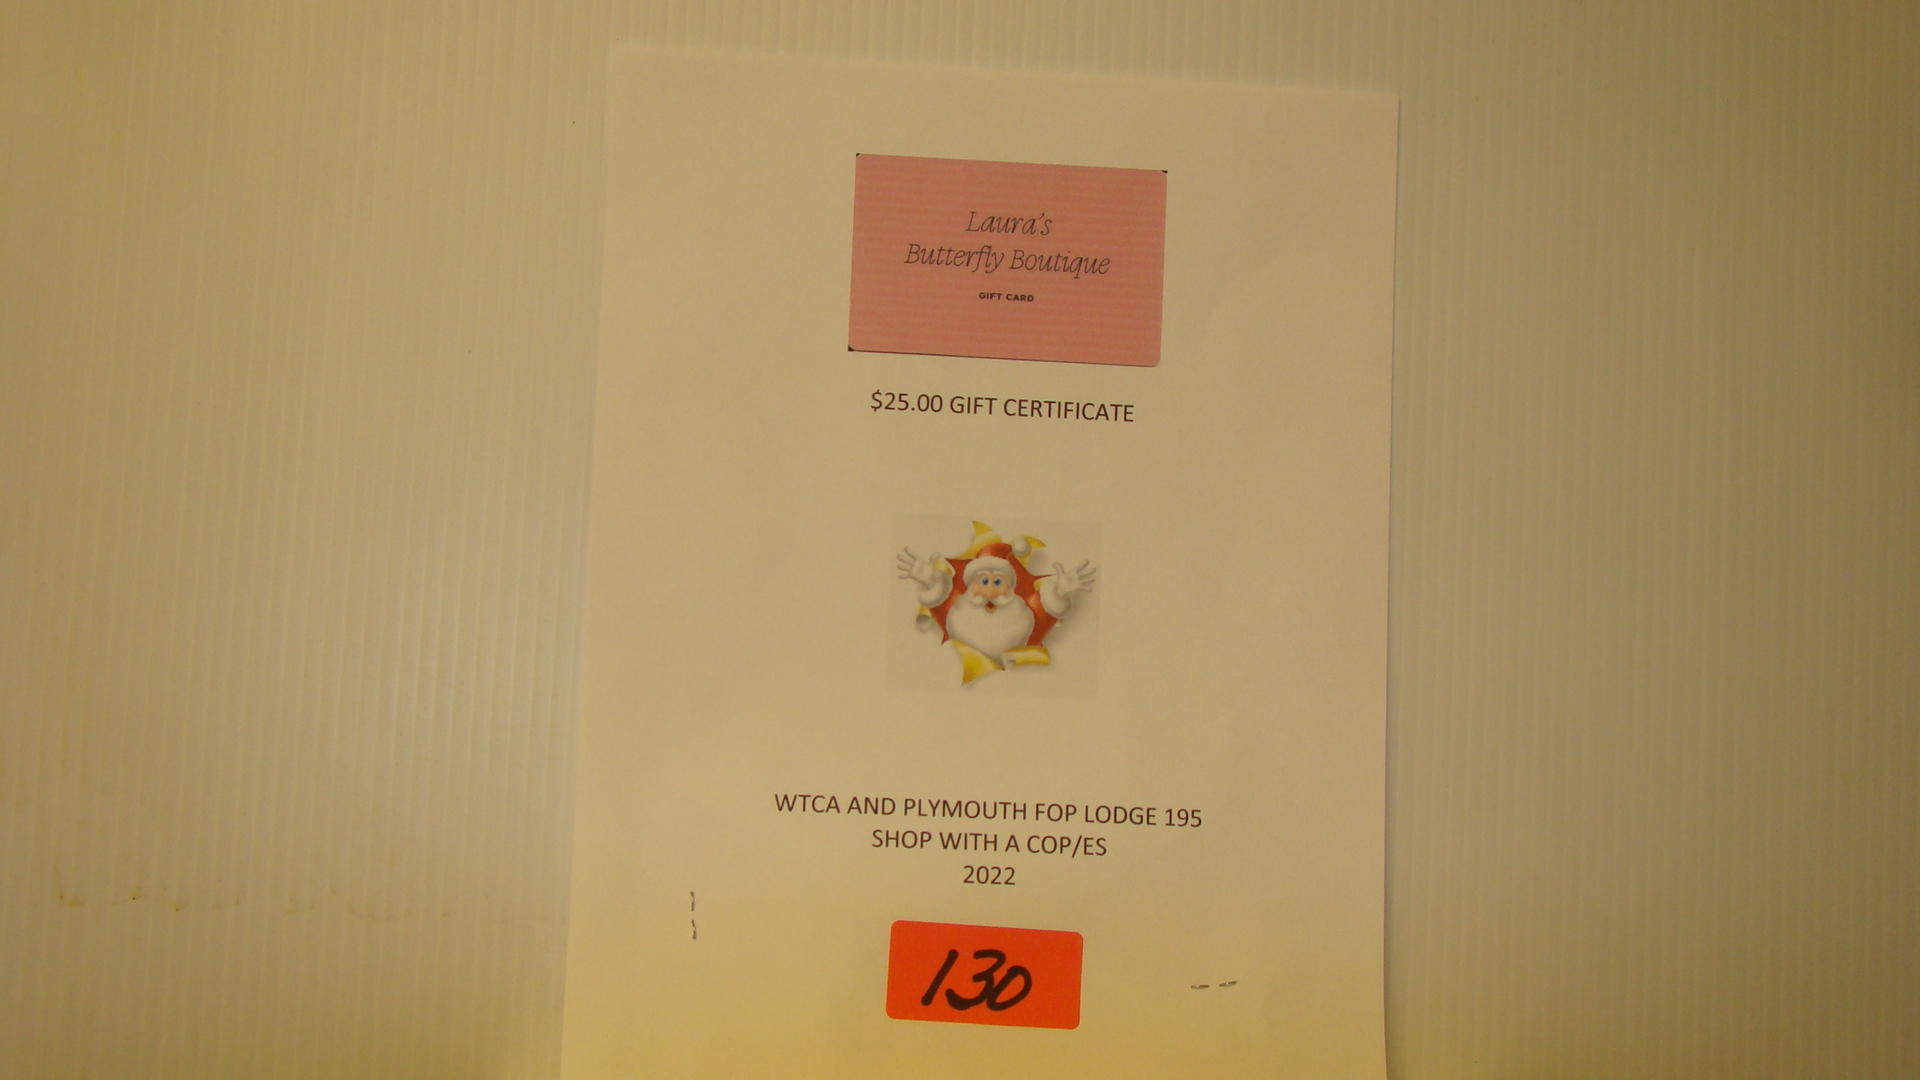 Laura's
Butterfly Boutique
GIFT CARD
$25.00 GIFT CERTIFICATE
WTCA AND PLYMOUTH FOP LODGE 195
SHOP WITH A COP/ES
2022
130